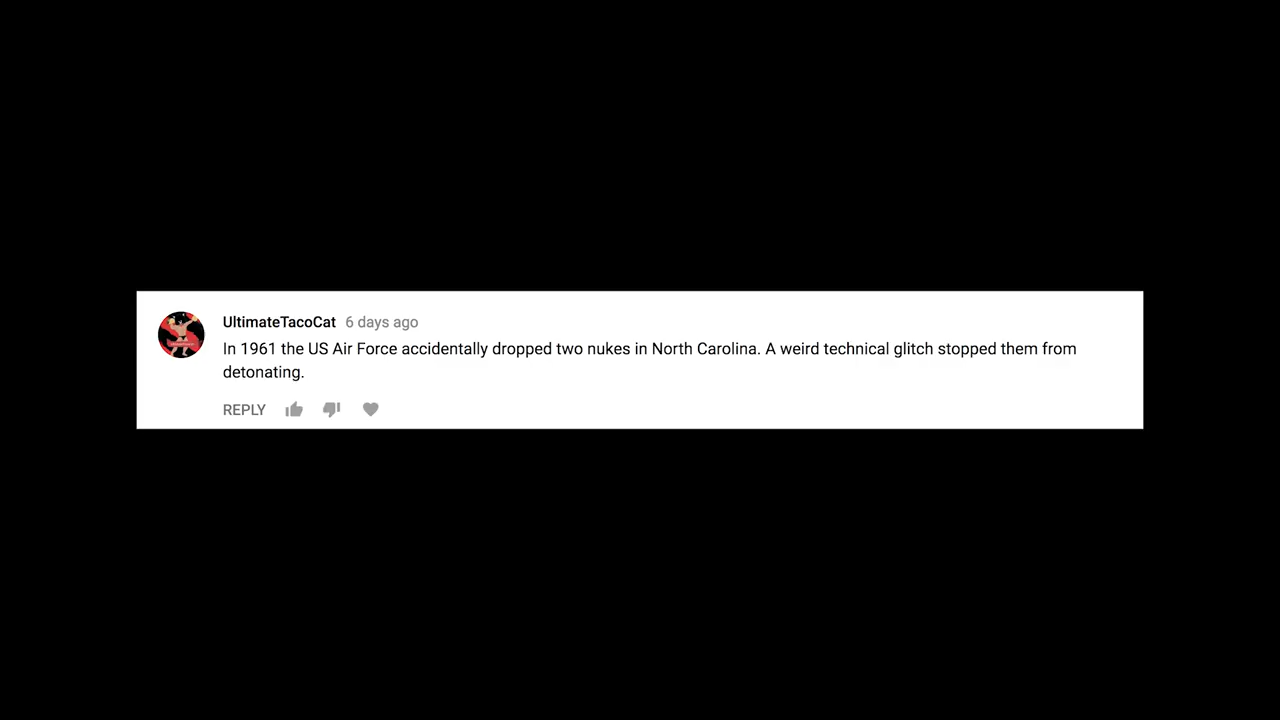 UltimateTacoCat 6 days ago
In 1961 the US Air Force accidentally dropped two nukes in North Carolina. A weird technical glitch stopped them from
detonating.
REPLY